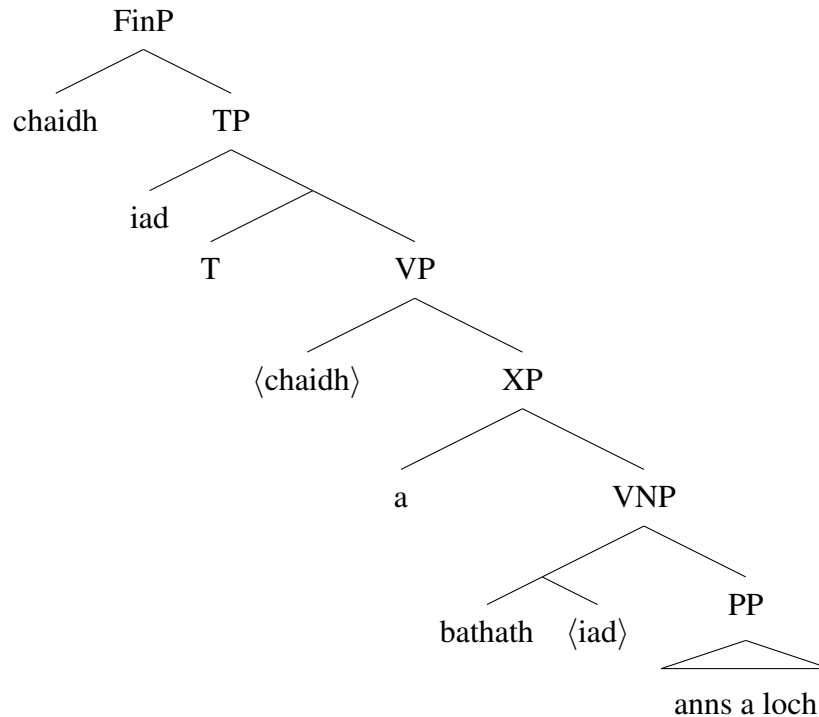 FinP
chaidh TP
iad
T VP
⟨chaidh⟩ XP
a VNP
bathath ⟨iad⟩ PP
anns a loch